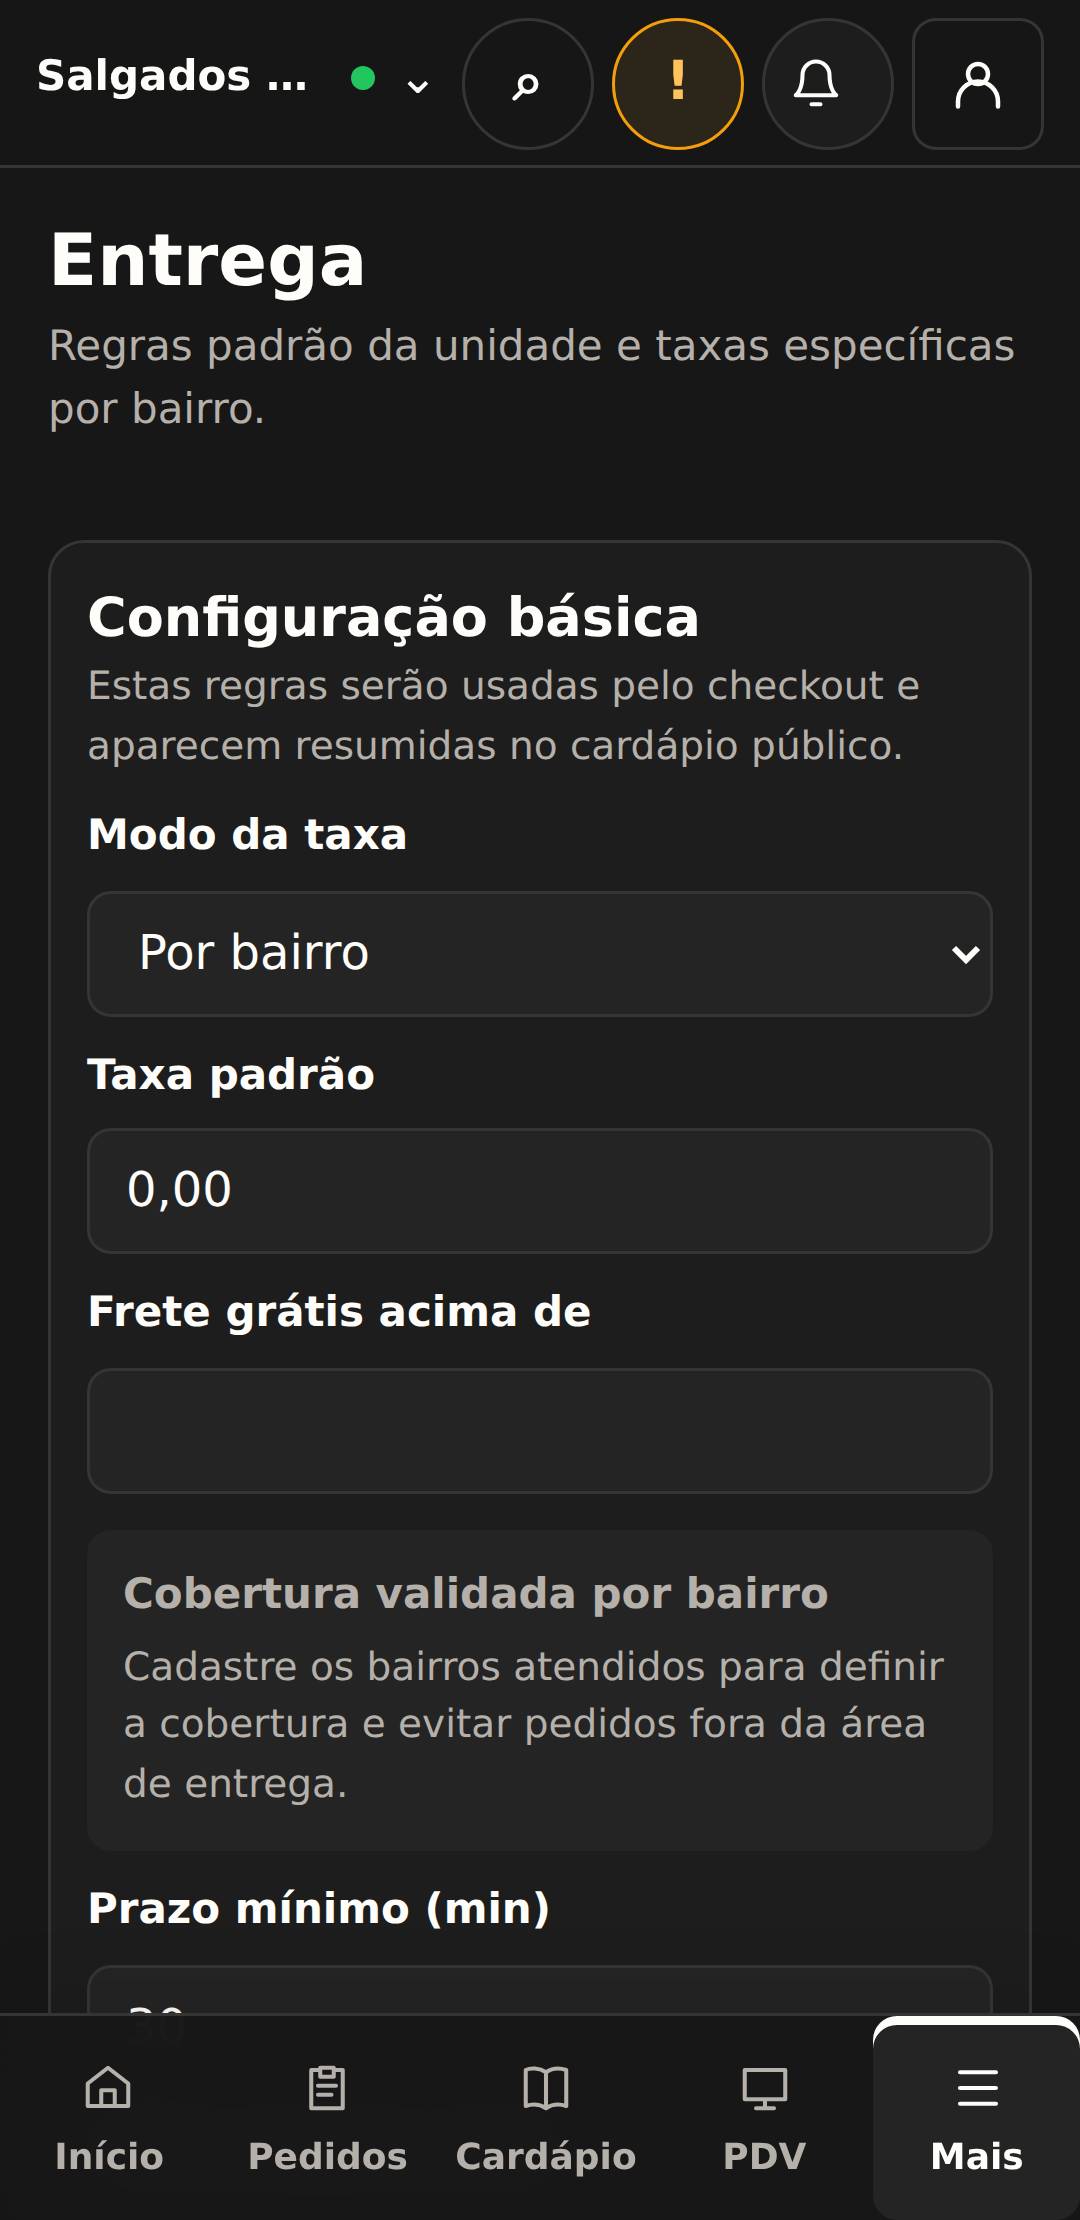 Salgados ...
!
Entrega
Regras padrão da unidade e taxas específicas
por bairro.
Configuração básica
Estas regras serão usadas pelo checkout e
aparecem resumidas no cardápio público.
Modo da taxa
Por bairro
Taxa padrão
0,00
Frete grátis acima de
Cobertura validada por bairro
Cadastre os bairros atendidos para definir
a cobertura e evitar pedidos fora da área
de entrega.
Prazo mínimo (min)
30
Início Pedidos Cardápio PDV Mais